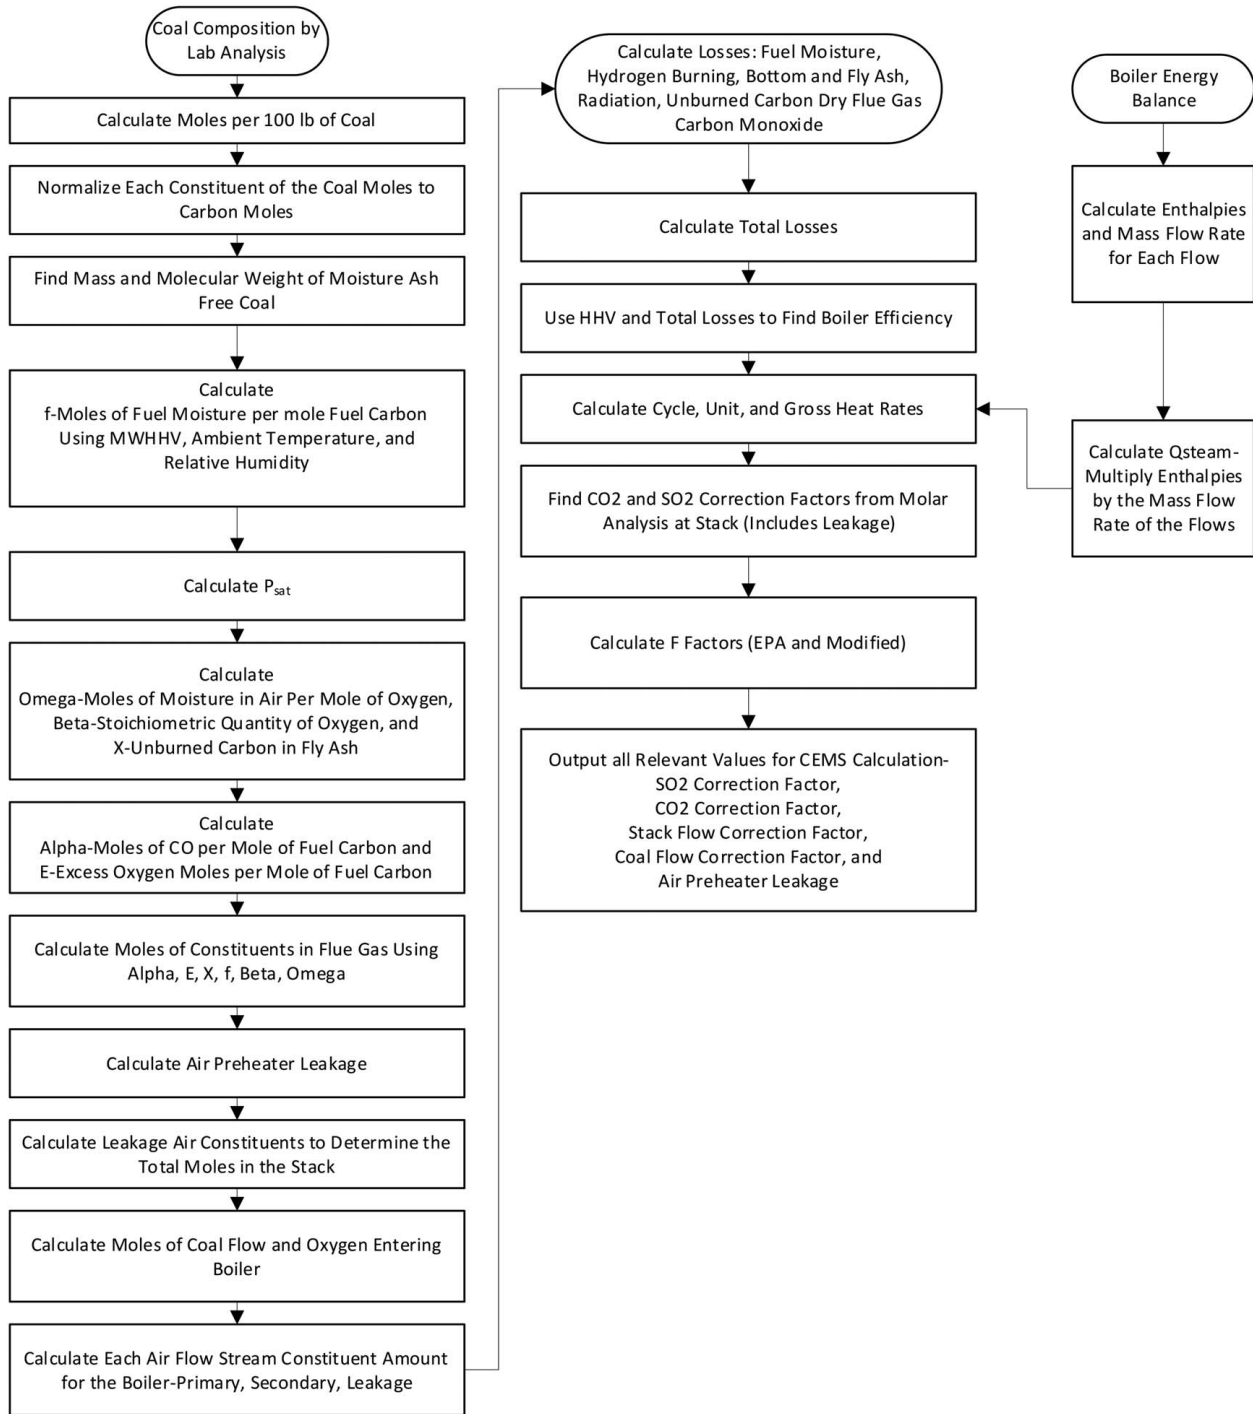 Coal Composition by
Lab Analysis
Calculate Moles per 100 lb of Coal
Normalize Each Constituent of the Coal Moles to
Carbon Moles
Find Mass and Molecular Weight of Moisture Ash
Free Coal
Calculate
f-Moles of Fuel Moisture per mole Fuel Carbon
Using MWHHV, Ambient Temperature, and
Relative Humidity
Calculate Psat
Calculate
Omega-Moles of Moisture in Air Per Mole of Oxygen,
Beta-Stoichiometric Quantity of Oxygen, and
X-Unburned Carbon in Fly Ash
Calculate
Alpha-Moles of CO per Mole of Fuel Carbon and
E-Excess Oxygen Moles per Mole of Fuel Carbon
Calculate Moles of Constituents in Flue Gas Using
Alpha, E, X, f, Beta, Omega
Calculate Air Preheater Leakage
Calculate Leakage Air Constituents to Determine the
Total Moles in the Stack
Calculate Moles of Coal Flow and Oxygen Entering
Boiler
Calculate Each Air Flow Stream Constituent Amount
for the Boiler-Primary, Secondary, Leakage
Calculate Losses: Fuel Moisture,
Hydrogen Burning, Bottom and Fly Ash,
Radiation, Unburned Carbon Dry Flue Gas
Carbon Monoxide
Calculate Total Losses
Use HHV and Total Losses to Find Boiler Efficiency
Calculate Cycle, Unit, and Gross Heat Rates
Find CO2 and SO2 Correction Factors from Molar
Analysis at Stack (Includes Leakage)
Calculate F Factors (EPA and Modified)
Output all Relevant Values for CEMS Calculation-
SO2 Correction Factor,
CO2 Correction Factor,
Stack Flow Correction Factor,
Coal Flow Correction Factor, and
Air Preheater Leakage
Boiler Energy
Balance
Calculate Enthalpies
and Mass Flow Rate
for Each Flow
Calculate Qsteam-
Multiply Enthalpies
by the Mass Flow
Rate of the Flows